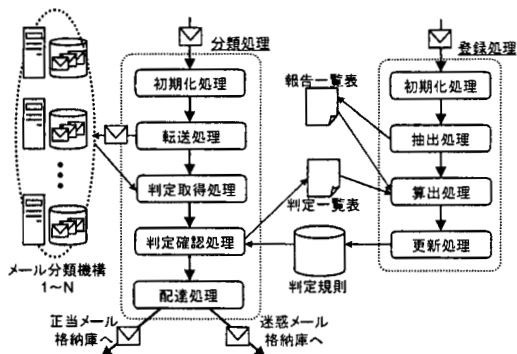 分類処理
登録処理
初期化処理
転送処理
判定取得処理
判定確認処理
配達処理
報告一覧表
初期化処理
抽出処理
算出処理
更新処理
判定一覧表
判定規則
メール分類機構
1~N
正当メール
格納庫へ
迷惑メール
格納庫へ